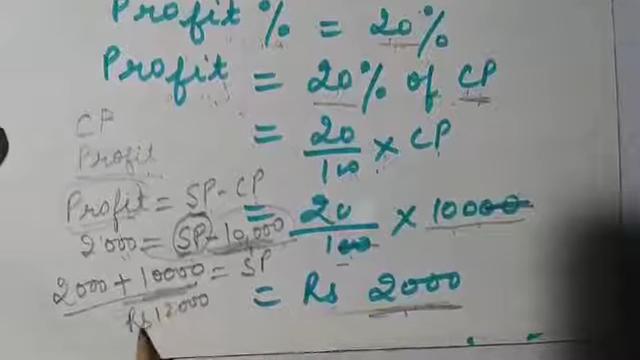 Profit % = 20%
Profit = 20% of CP
= 20/100 × CP
= 20/100 × 10000
= Rs 2000
CP
Profit
Profit = SP - CP
2000 = SP - 10,000
2000 + 10000 = SP
Rs 12000